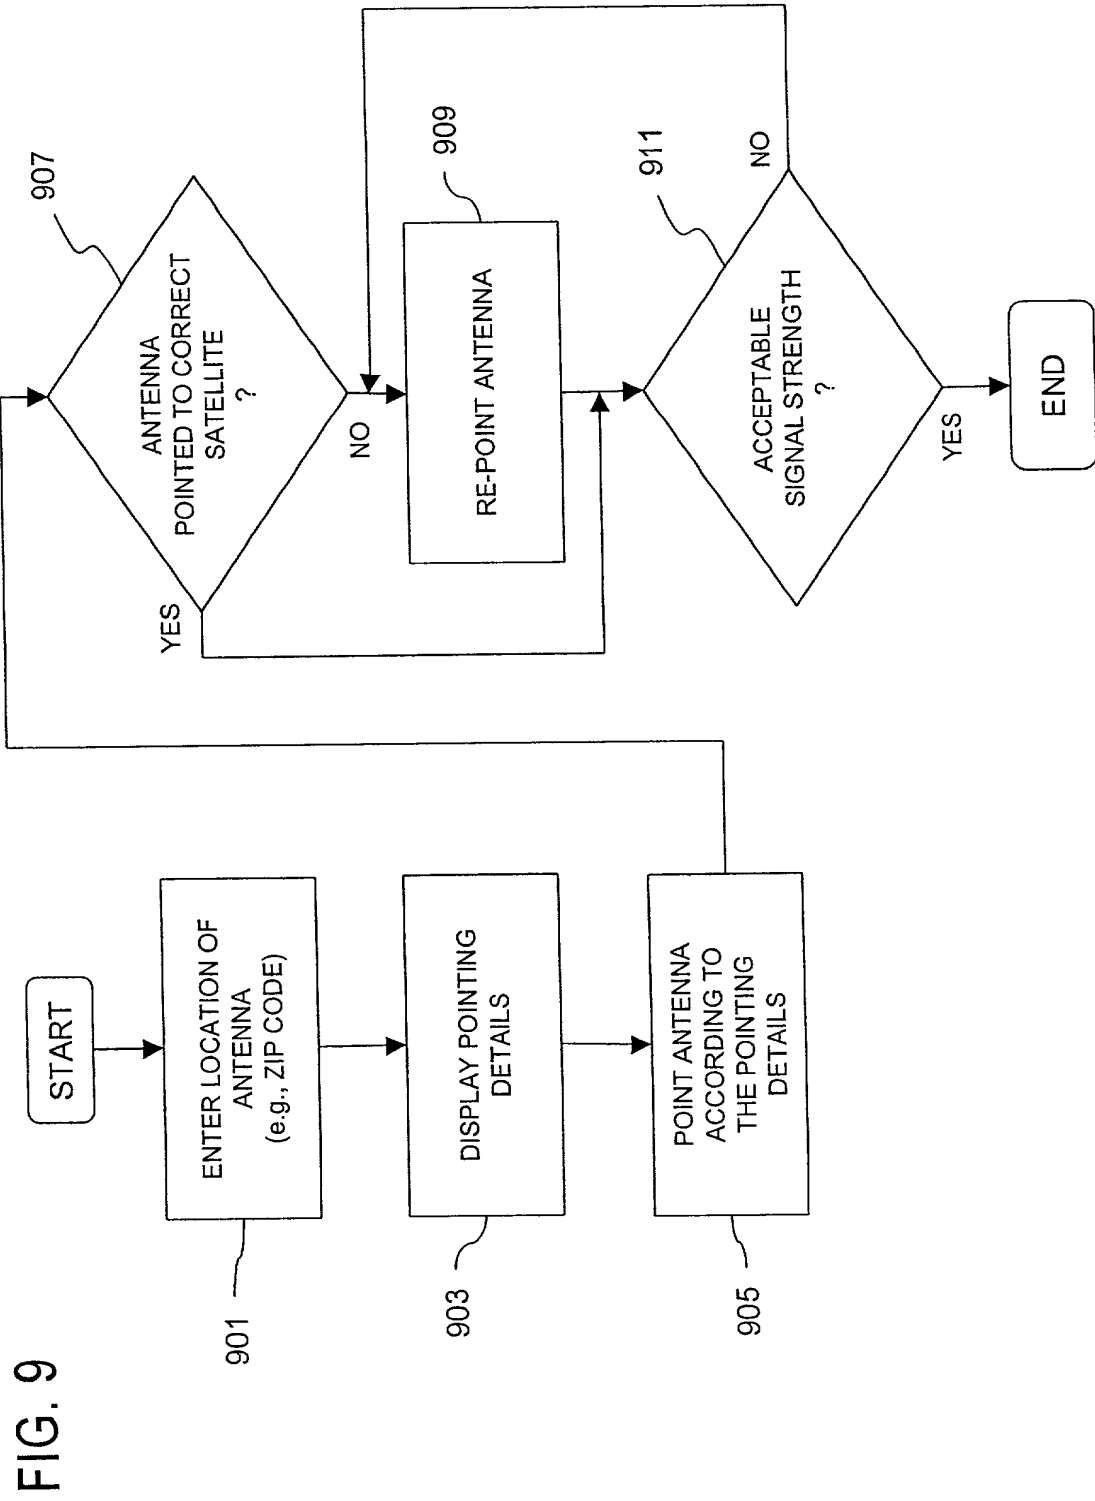 FIG. 9
START
ENTER LOCATION OF
ANTENNA
(e.g., ZIP CODE)
901
DISPLAY POINTING
DETAILS
903
POINT ANTENNA
ACCORDING TO
THE POINTING
DETAILS
905
ANTENNA
POINTED TO CORRECT
SATELLITE
?
907
YES
NO
RE-POINT ANTENNA
909
ACCEPTABLE
SIGNAL STRENGTH
?
911
NO
YES
END